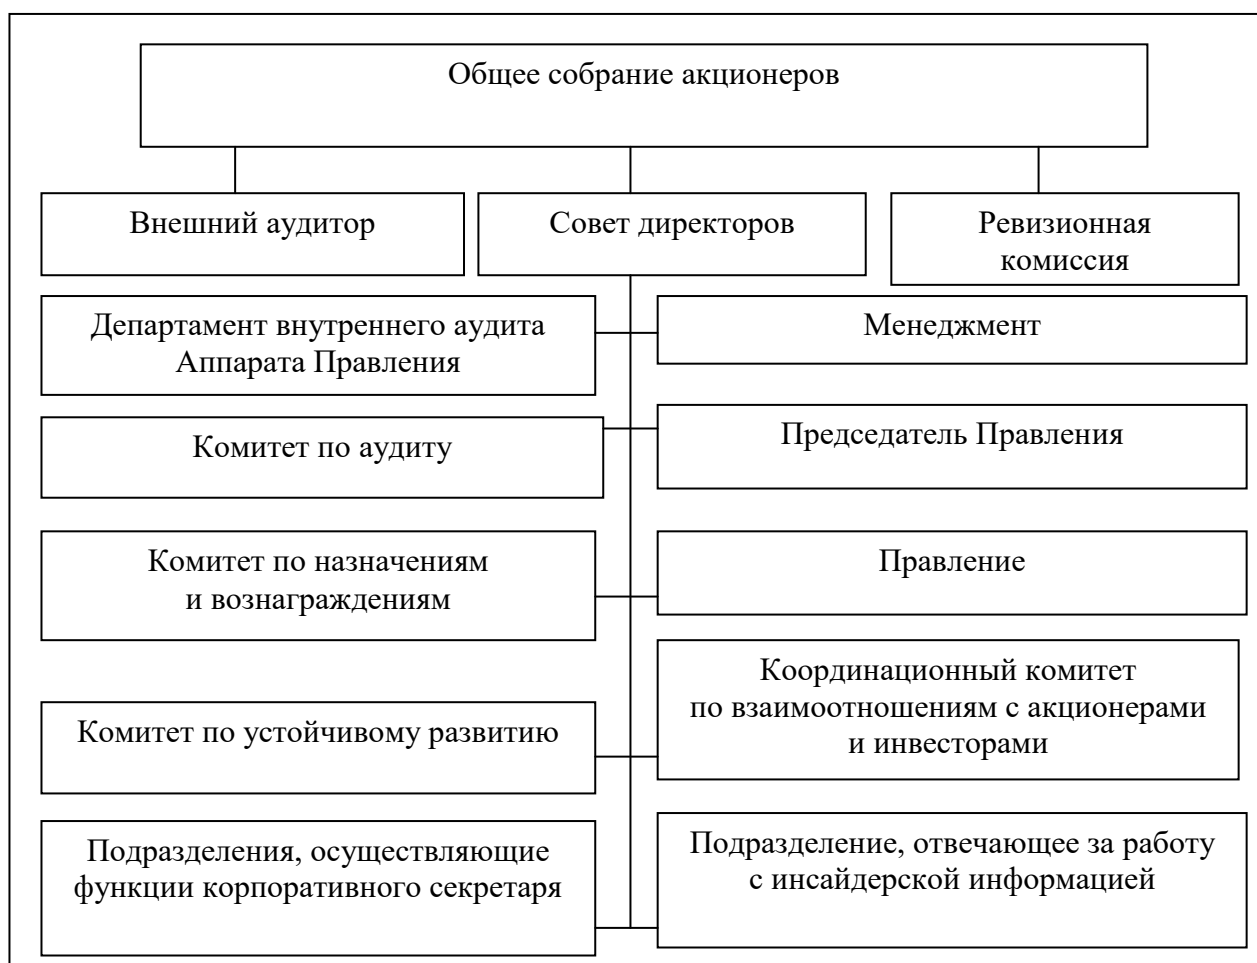 Общее собрание акционеров
Внешний аудитор
Совет директоров
Ревизионная
комиссия
Департамент внутреннего аудита
Аппарата Правления
Менеджмент
Комитет по аудиту
Председатель Правления
Комитет по назначениям
и вознаграждениям
Правление
Комитет по устойчивому развитию
Координационный комитет
по взаимоотношениям с акционерами
и инвесторами
Подразделения, осуществляющие
функции корпоративного секретаря
Подразделение, отвечающее за работу
с инсайдерской информацией